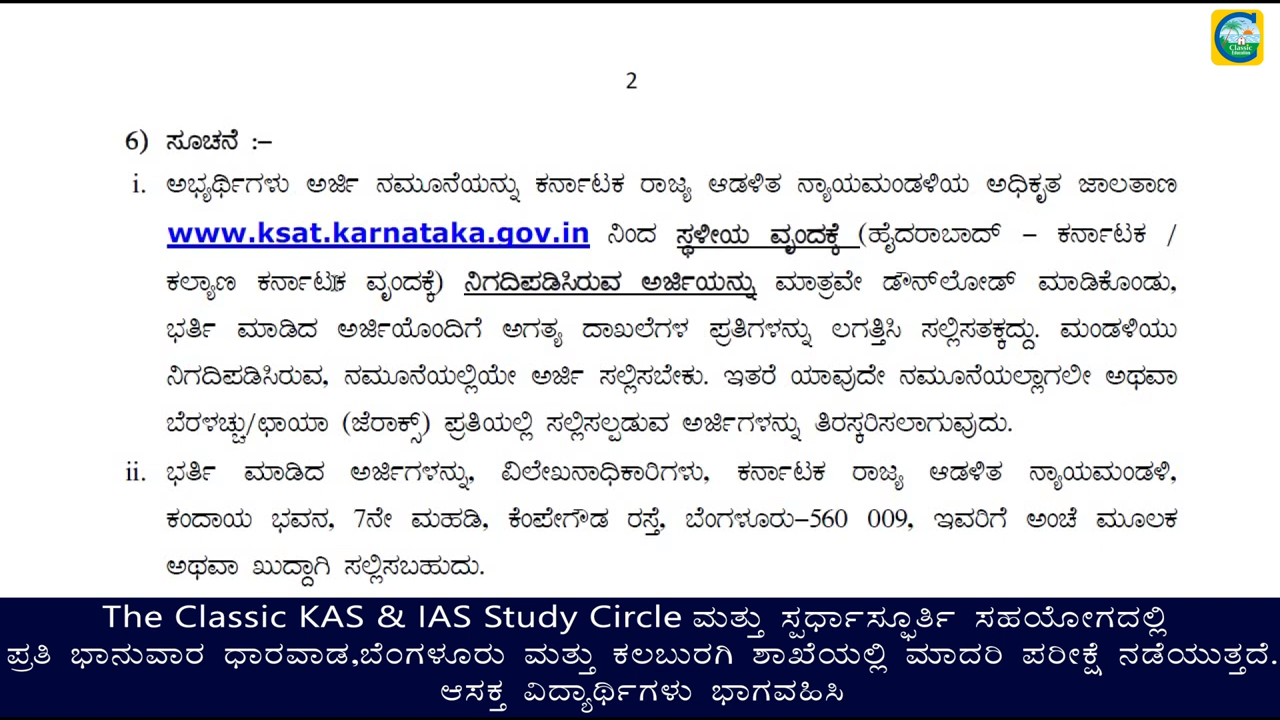 Classic
Education
2
6) ಸೂಚನೆ :–
i. ಅಭ್ಯರ್ಥಿಗಳು ಅರ್ಜಿ ನಮೂನೆಯನ್ನು ಕರ್ನಾಟಕ ರಾಜ್ಯ ಆಡಳಿತ ನ್ಯಾಯಮಂಡಳಿಯ ಅಧಿಕೃತ ಜಾಲತಾಣ
www.ksat.karnataka.gov.in ನಿಂದ ಸ್ಥಳೀಯ ವೃಂದಕ್ಕೆ (ಹೈದರಾಬಾದ್ – ಕರ್ನಾಟಕ /
ಕಲ್ಯಾಣ ಕರ್ನಾಟಕ ವೃಂದಕ್ಕೆ) ನಿಗದಿಪಡಿಸಿರುವ ಅರ್ಜಿಯನ್ನು ಮಾತ್ರವೇ ಡೌನ್‌ಲೋಡ್ ಮಾಡಿಕೊಂಡು,
ಭರ್ತಿ ಮಾಡಿದ ಅರ್ಜಿಯೊಂದಿಗೆ ಅಗತ್ಯ ದಾಖಲೆಗಳ ಪ್ರತಿಗಳನ್ನು ಲಗತ್ತಿಸಿ ಸಲ್ಲಿಸತಕ್ಕದ್ದು. ಮಂಡಳಿಯು
ನಿಗದಿಪಡಿಸಿರುವ, ನಮೂನೆಯಲ್ಲಿಯೇ ಅರ್ಜಿ ಸಲ್ಲಿಸಬೇಕು. ಇತರೆ ಯಾವುದೇ ನಮೂನೆಯಲ್ಲಾಗಲೀ ಅಥವಾ
ಬೆರಳಚ್ಚು/ಛಾಯಾ (ಜೆರಾಕ್ಸ್) ಪ್ರತಿಯಲ್ಲಿ ಸಲ್ಲಿಸಲ್ಪಡುವ ಅರ್ಜಿಗಳನ್ನು ತಿರಸ್ಕರಿಸಲಾಗುವುದು.
ii. ಭರ್ತಿ ಮಾಡಿದ ಅರ್ಜಿಗಳನ್ನು, ವಿಲೇಖನಾಧಿಕಾರಿಗಳು, ಕರ್ನಾಟಕ ರಾಜ್ಯ ಆಡಳಿತ ನ್ಯಾಯಮಂಡಳಿ,
ಕಂದಾಯ ಭವನ, 7ನೇ ಮಹಡಿ, ಕೆಂಪೇಗೌಡ ರಸ್ತೆ, ಬೆಂಗಳೂರು–560 009, ಇವರಿಗೆ ಅಂಚೆ ಮೂಲಕ
ಅಥವಾ ಖುದ್ದಾಗಿ ಸಲ್ಲಿಸಬಹುದು.
The Classic KAS & IAS Study Circle ಮತ್ತು ಸ್ಪರ್ಧಾಸ್ಫೂರ್ತಿ ಸಹಯೋಗದಲ್ಲಿ
ಪ್ರತಿ ಭಾನುವಾರ ಧಾರವಾಡ,ಬೆಂಗಳೂರು ಮತ್ತು ಕಲಬುರಗಿ ಶಾಖೆಯಲ್ಲಿ ಮಾದರಿ ಪರೀಕ್ಷೆ ನಡೆಯುತ್ತದೆ.
ಆಸಕ್ತ ವಿದ್ಯಾರ್ಥಿಗಳು ಭಾಗವಹಿಸಿ